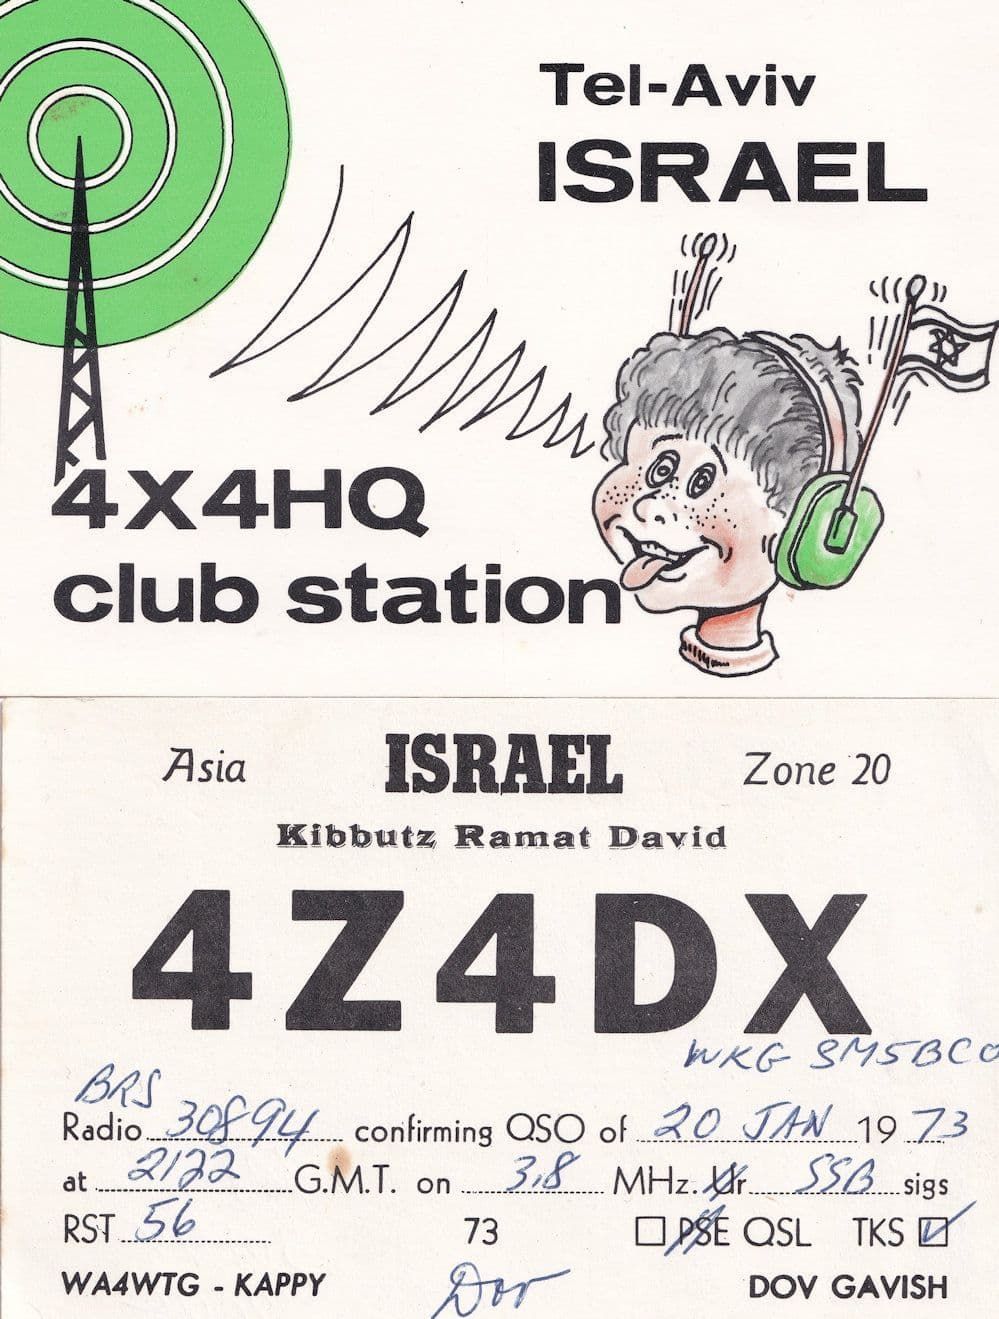 Tel-Aviv
ISRAEL
4X4HQ
club station
Asia ISRAEL Zone 20
Kibbutz Ramat David
4Z4DX
WKG SM5BCO
BRS
Radio 30894 confirming QSO of 20 JAN 1973
at 2122 G.M.T. on 3,8 MHz. Ur SSB sigs
RST 56 73 PSE QSL TKS
WA4WTG - KAPPY Dov DOV GAVISH